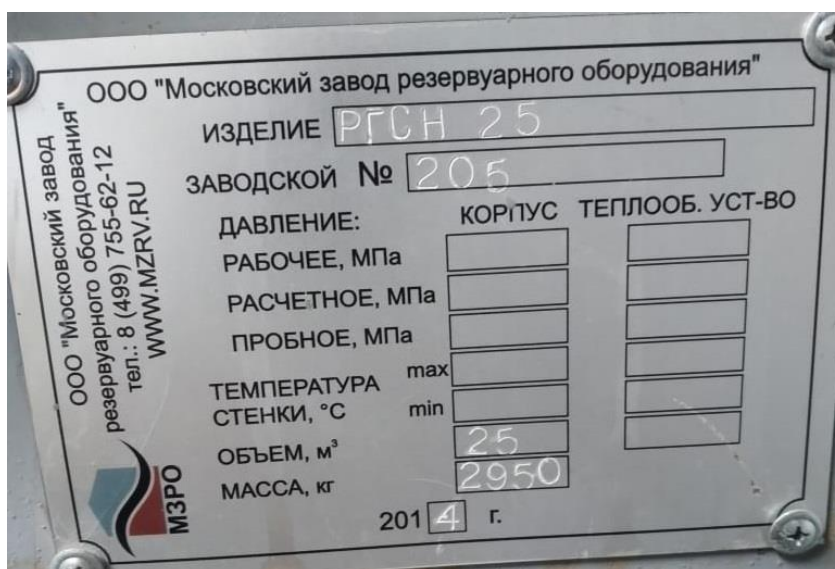 ООО "Московский завод резервуарного оборудования"
ИЗДЕЛИЕ РГСН 25
ЗАВОДСКОЙ № 205
ДАВЛЕНИЕ: КОРПУС ТЕПЛООБ. УСТ-ВО
РАБОЧЕЕ, МПа
РАСЧЕТНОЕ, МПа
ПРОБНОЕ, МПа
ТЕМПЕРАТУРА max
СТЕНКИ, °С min
ОБЪЕМ, м³ 25
МАССА, кг 2950
2014 г.
ООО "Московский завод
резервуарного оборудования"
тел.: 8 (499) 755-62-12
WWW.MZRV.RU
МЗРО